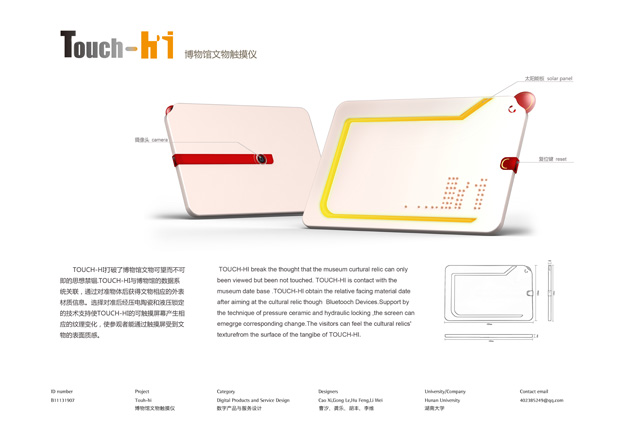 Touch-hi 博物馆文物触摸仪
太阳能板 solar panel
摄像头 camera
复位键 reset
TOUCH-HI打破了博物馆文物可望而不可
即的思想禁锢.TOUCH-HI与博物馆的数据系
统关联，通过对准物体后获得文物相应的外表
材质信息。选择对准后经压电陶瓷和液压锁定
的技术支持使TOUCH-HI的可触摸屏幕产生相
应的纹理变化，使参观者能通过触摸屏受到文
物的表面质感。
TOUCH-HI break the thought that the museum curtural relic can only
been viewed but been not touched. TOUCH-HI is contact with the
museum date base .TOUCH-HI obtain the relative facing material date
after aiming at the cultural relic though Bluetooch Devices.Support by
the technique of pressure ceramic and hydraulic locking ,the screen can
emegrge corresponding change.The visitors can feel the cultural relics'
texturefrom the surface of the tangibe of TOUCH-HI.
ID number
B11131907
Project
Touh-hi
博物馆文物触摸仪
Category
Digital Products and Service Design
数字产品与服务设计
Designers
Cao Xi,Gong Le,Hu Feng,Li Wei
曹汐、龚乐、胡丰、李维
University/Company
Hunan University
湖南大学
Contact email
402385249@qq.com